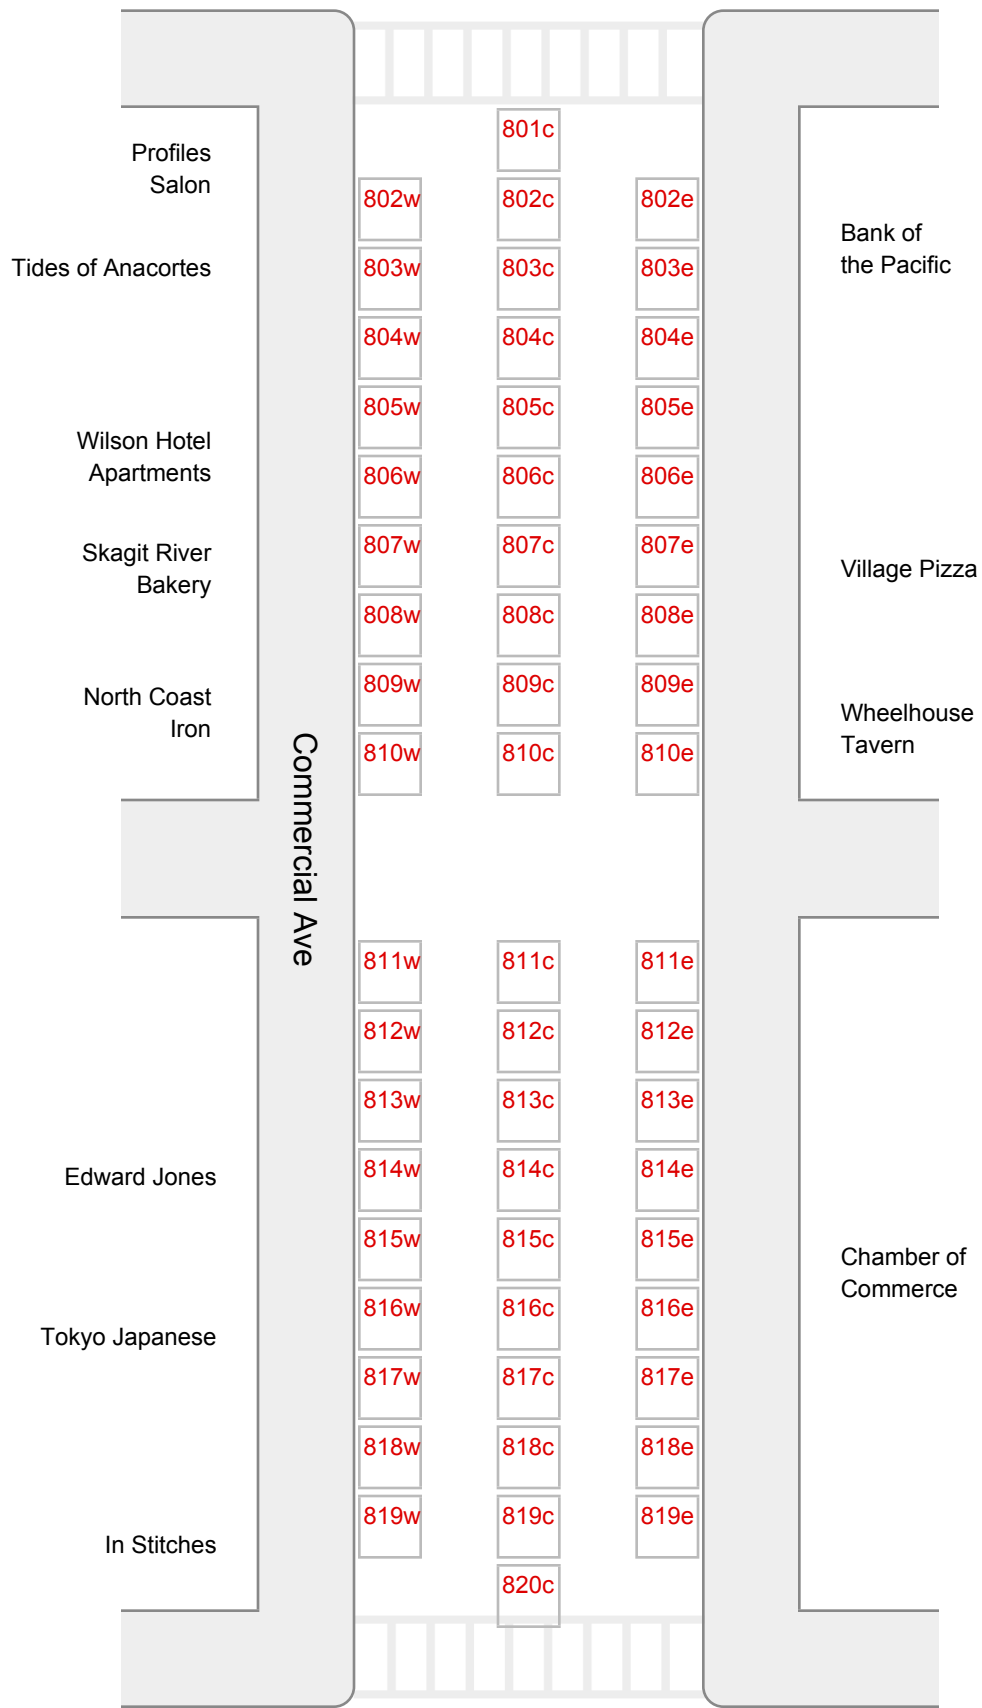 801c
Profiles
Salon
802w 802c 802e
Bank of
the Pacific
Tides of Anacortes
803w 803c 803e
804w 804c 804e
805w 805c 805e
Wilson Hotel
Apartments
806w 806c 806e
Skagit River
Bakery
807w 807c 807e
Village Pizza
808w 808c 808e
North Coast
Iron
809w 809c 809e
Wheelhouse
Tavern
810w 810c 810e
Commercial Ave
811w 811c 811e
812w 812c 812e
813w 813c 813e
Edward Jones
814w 814c 814e
815w 815c 815e
Chamber of
Commerce
Tokyo Japanese
816w 816c 816e
817w 817c 817e
818w 818c 818e
819w 819c 819e
In Stitches
820c